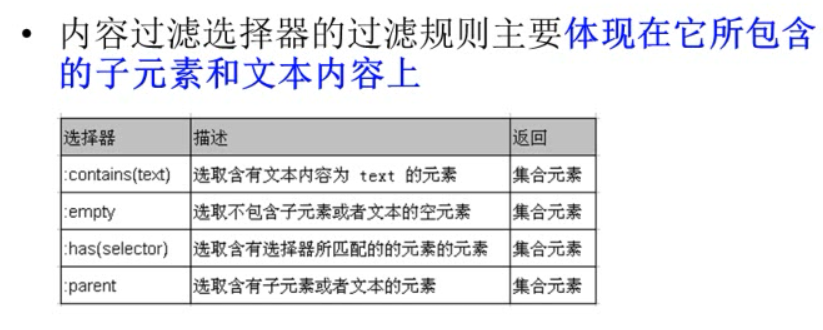 • 内容过滤选择器的过滤规则主要体现在它所包含
的子元素和文本内容上
选择器 描述 返回
:contains(text) 选取含有文本内容为 text 的元素 集合元素
:empty 选取不包含子元素或者文本的空元素 集合元素
:has(selector) 选取含有选择器所匹配的的元素的元素 集合元素
:parent 选取含有子元素或者文本的元素 集合元素